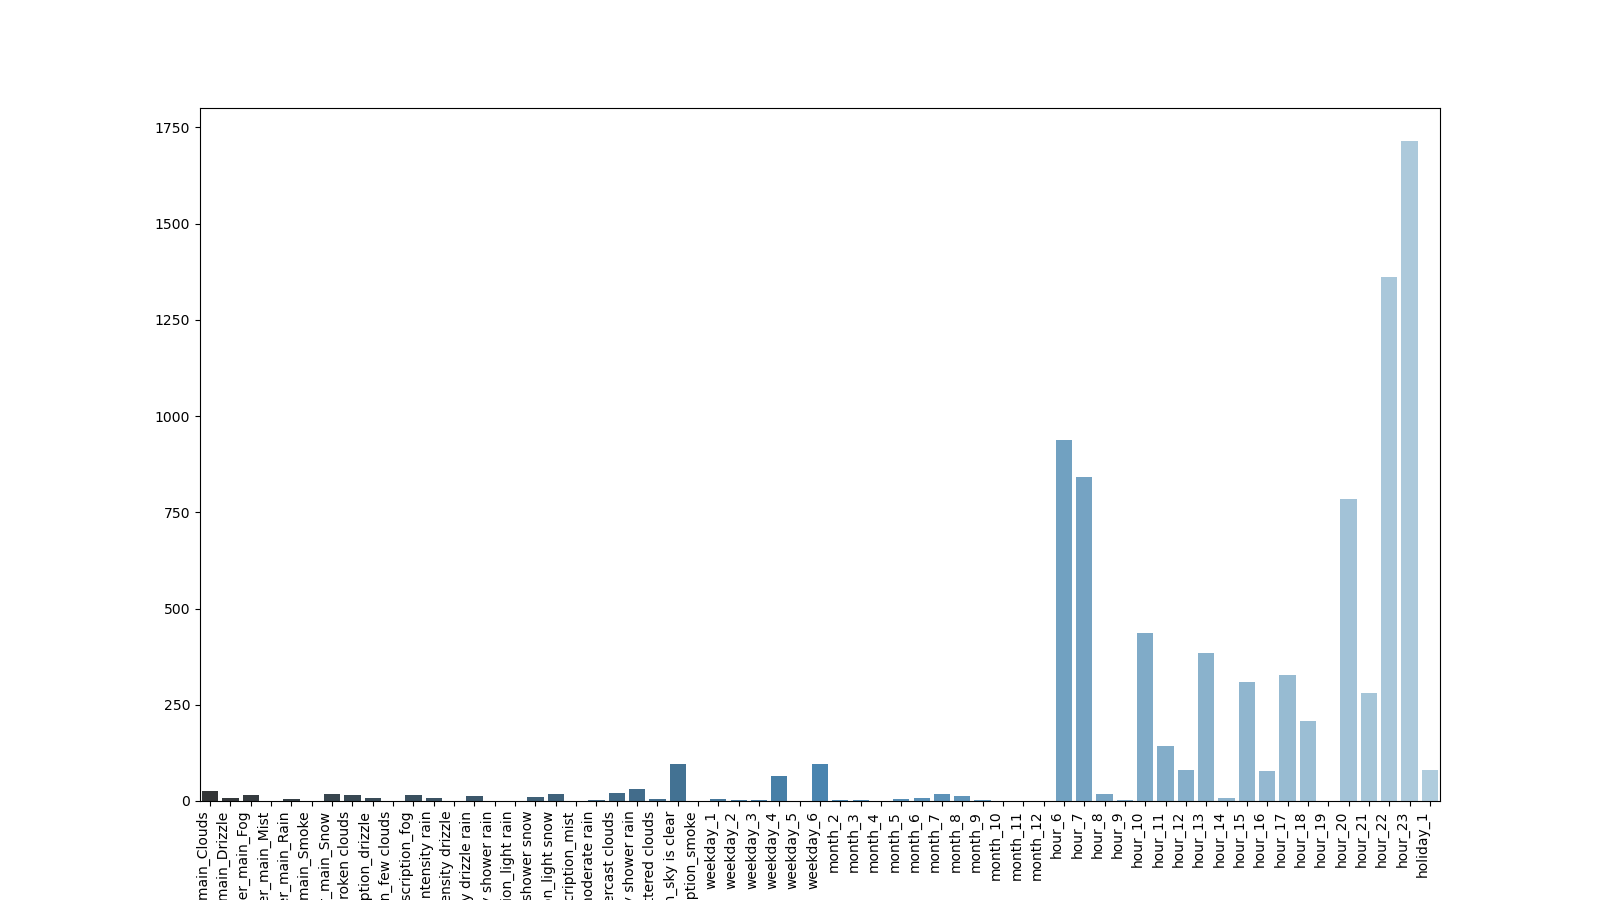 1750
1500
1250
1000
750
500
250
0
main_Clouds
main_Drizzle
er_main_Fog
er_main_Mist
er_main_Rain
main_Smoke
r_main_Snow
roken clouds
ption_drizzle
n_few clouds
scription_fog
ntensity rain
ensity drizzle
y drizzle rain
y shower rain
ion_light rain
shower snow
on_light snow
cription_mist
noderate rain
ercast clouds
y shower rain
ttered clouds
n_sky is clear
ption_smoke
weekday_1
weekday_2
weekday_3
weekday_4
weekday_5
weekday_6
month_2
month_3
month_4
month_5
month_6
month_7
month_8
month_9
month_10
month_11
month_12
hour_6
hour_7
hour_8
hour_9
hour_10
hour_11
hour_12
hour_13
hour_14
hour_15
hour_16
hour_17
hour_18
hour_19
hour_20
hour_21
hour_22
hour_23
holiday_1